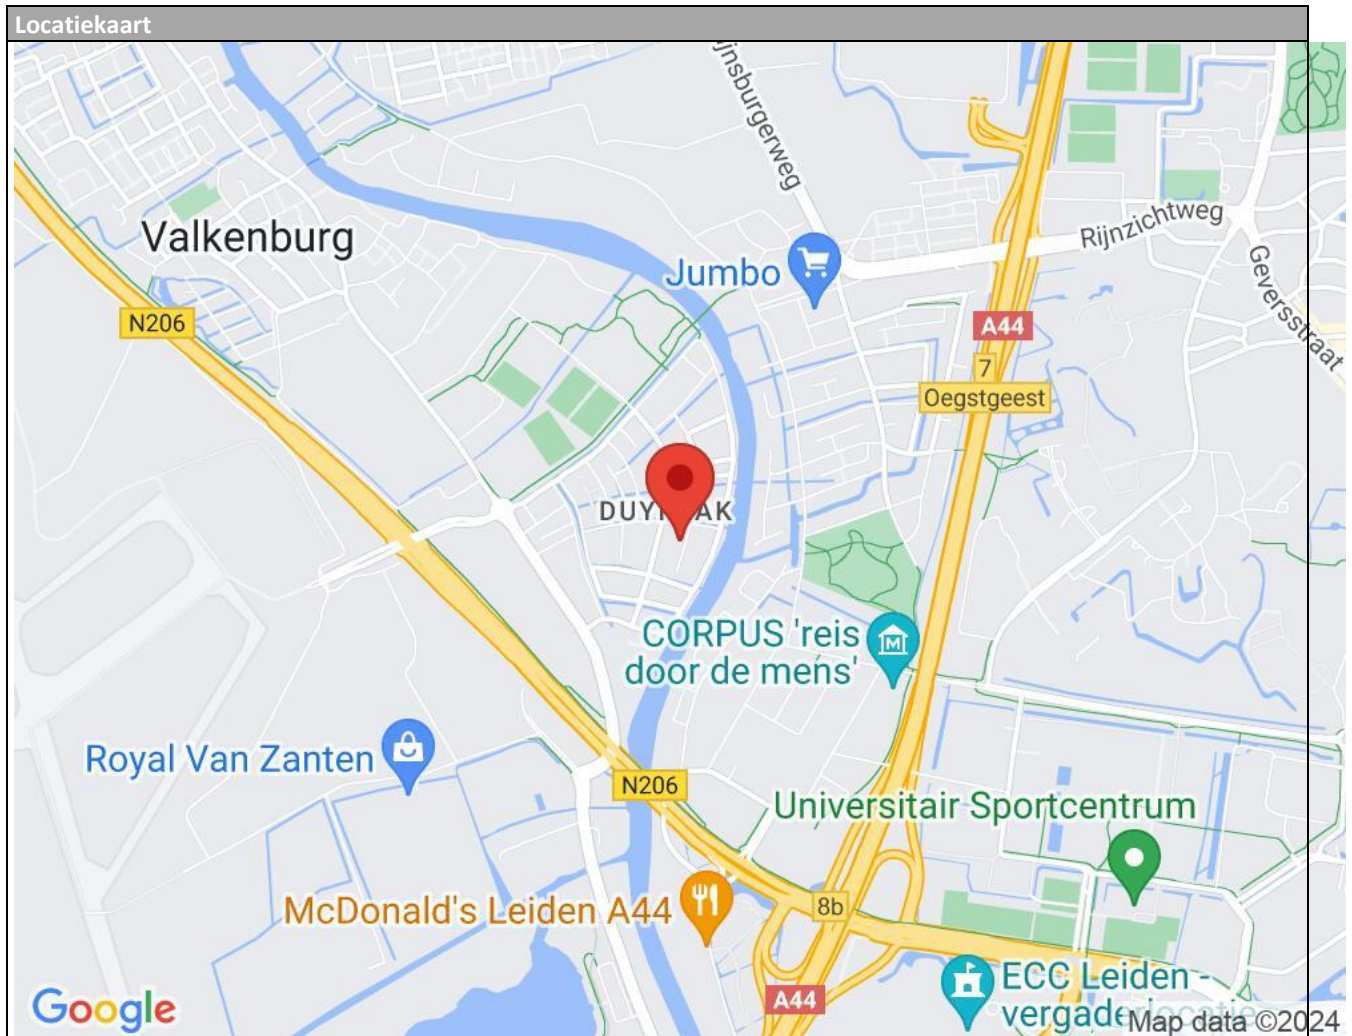 Locatiekaart
Rijnzichtweg
Valkenburg
Geversstraat
Jumbo
N206
A44
7
Oegstgeest
CORPUS 'reis
door de mens'
Royal Van Zanten
N206
Universitair Sportcentrum
McDonald's Leiden A44
8b
ECC Leiden -
A44
Google
Map data ©2024